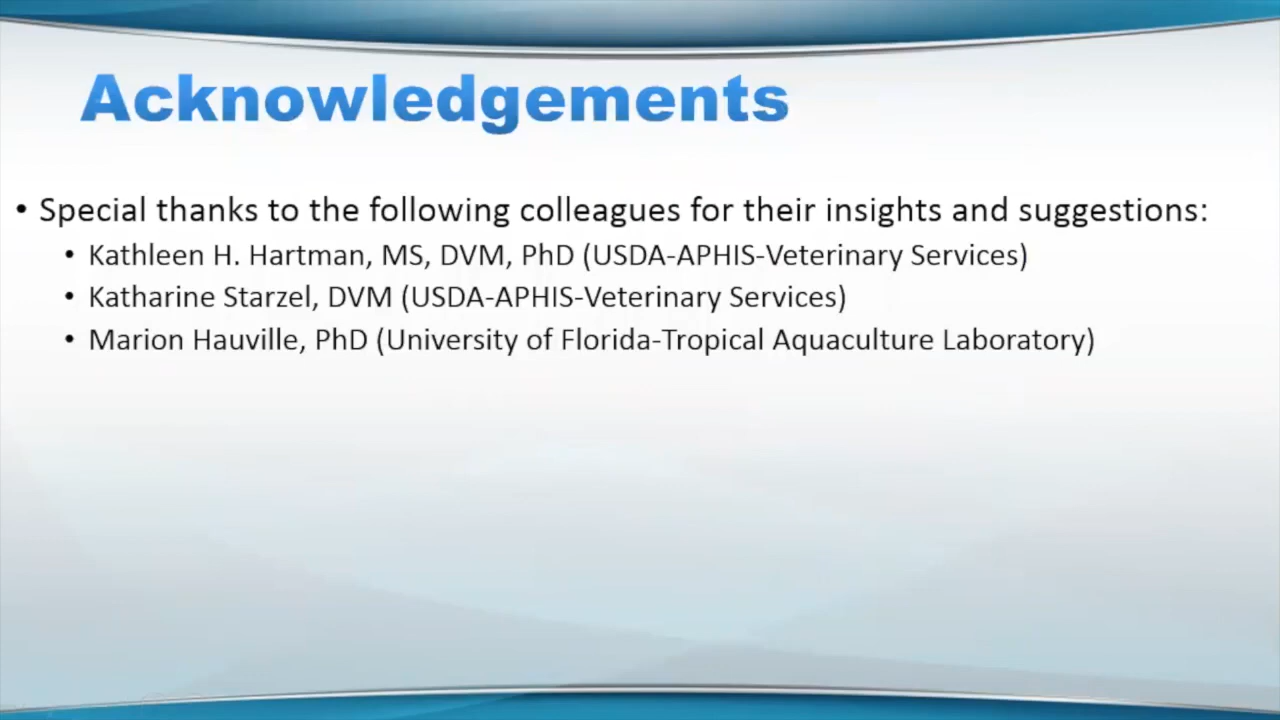 Acknowledgements
• Special thanks to the following colleagues for their insights and suggestions:
• Kathleen H. Hartman, MS, DVM, PhD (USDA-APHIS-Veterinary Services)
• Katharine Starzel, DVM (USDA-APHIS-Veterinary Services)
• Marion Hauville, PhD (University of Florida-Tropical Aquaculture Laboratory)